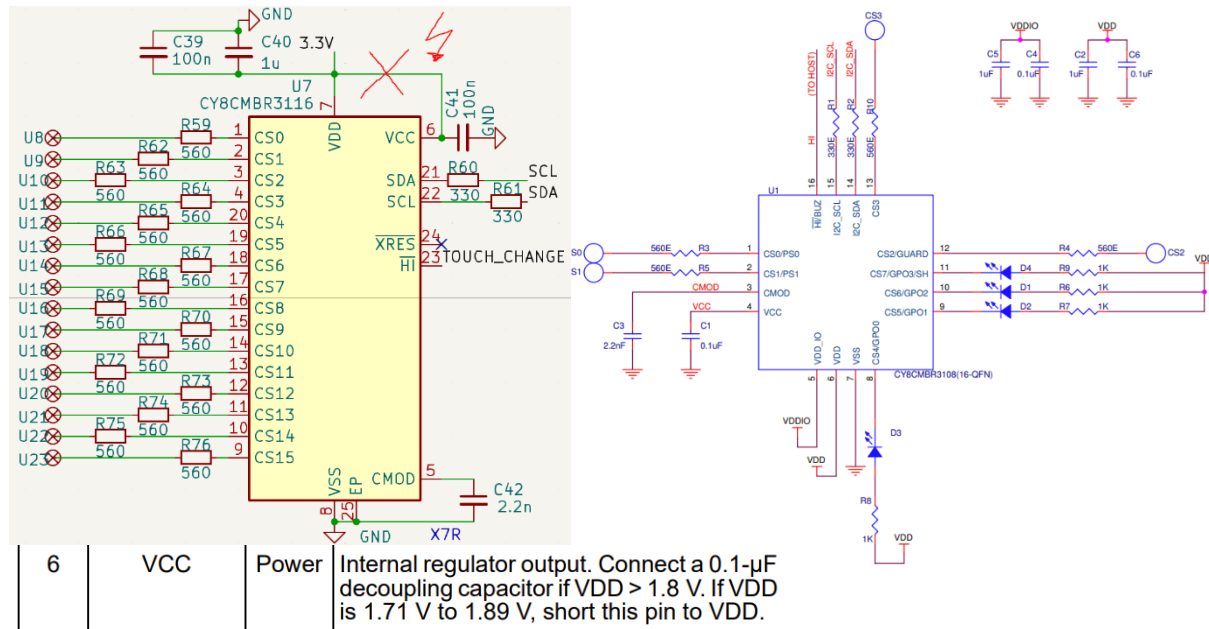 GND
C39
100n
C40
1u
3.3V
U7
CY8CMBR3116
7
VDD
C41
100n
GND
VCC 6
SDA 21 R60 330 SCL
SCL 22 R61 330 SDA
XRES 24
HI 23 TOUCH_CHANGE
U8 R59 560 1 CS0
U9 R62 560 2 CS1
U10 R63 560 3 CS2
U11 R64 560 4 CS3
U12 R65 560 20 CS4
U13 R66 560 19 CS5
U14 R67 560 18 CS6
U15 R68 560 17 CS7
U16 R69 560 16 CS8
U17 R70 560 15 CS9
U18 R71 560 14 CS10
U19 R72 560 13 CS11
U20 R73 560 12 CS12
U21 R74 560 11 CS13
U22 R75 560 10 CS14
U23 R76 560 9 CS15
CMOD 5
C42
2.2n
VSS EP
8 25
GND
X7R
CS3
VDDIO
VDD
C5
1uF
C4
0.1uF
C2
1uF
C6
0.1uF
(TO HOST)
HI
I2C_SCL
I2C_SDA
R1
330E
R2
330E
R10
560E
16 15 14 13
U1
HI/BUZ
I2C_SCL
I2C_SDA
CS3
S0 560E R3 1 CS0/PS0
S1 560E R5 2 CS1/PS1
CMOD 3 CMOD
VCC 4 VCC
C3
2.2nF
C1
0.1uF
CS2/GUARD 12 R4 560E CS2
CS7/GPO3/SH 11 D4 R9 1K
CS6/GPO2 10 D1 R6 1K
CS5/GPO1 9 D2 R7 1K
VDI
VDD_IO
VDD
VSS
CS4/GPO0
5 6 7 8
CY8CMBR3108(16-QFN)
VDDIO
VDD
D3
R8
1K
VDD
6 VCC Power Internal regulator output. Connect a 0.1-µF
decoupling capacitor if VDD > 1.8 V. If VDD
is 1.71 V to 1.89 V, short this pin to VDD.